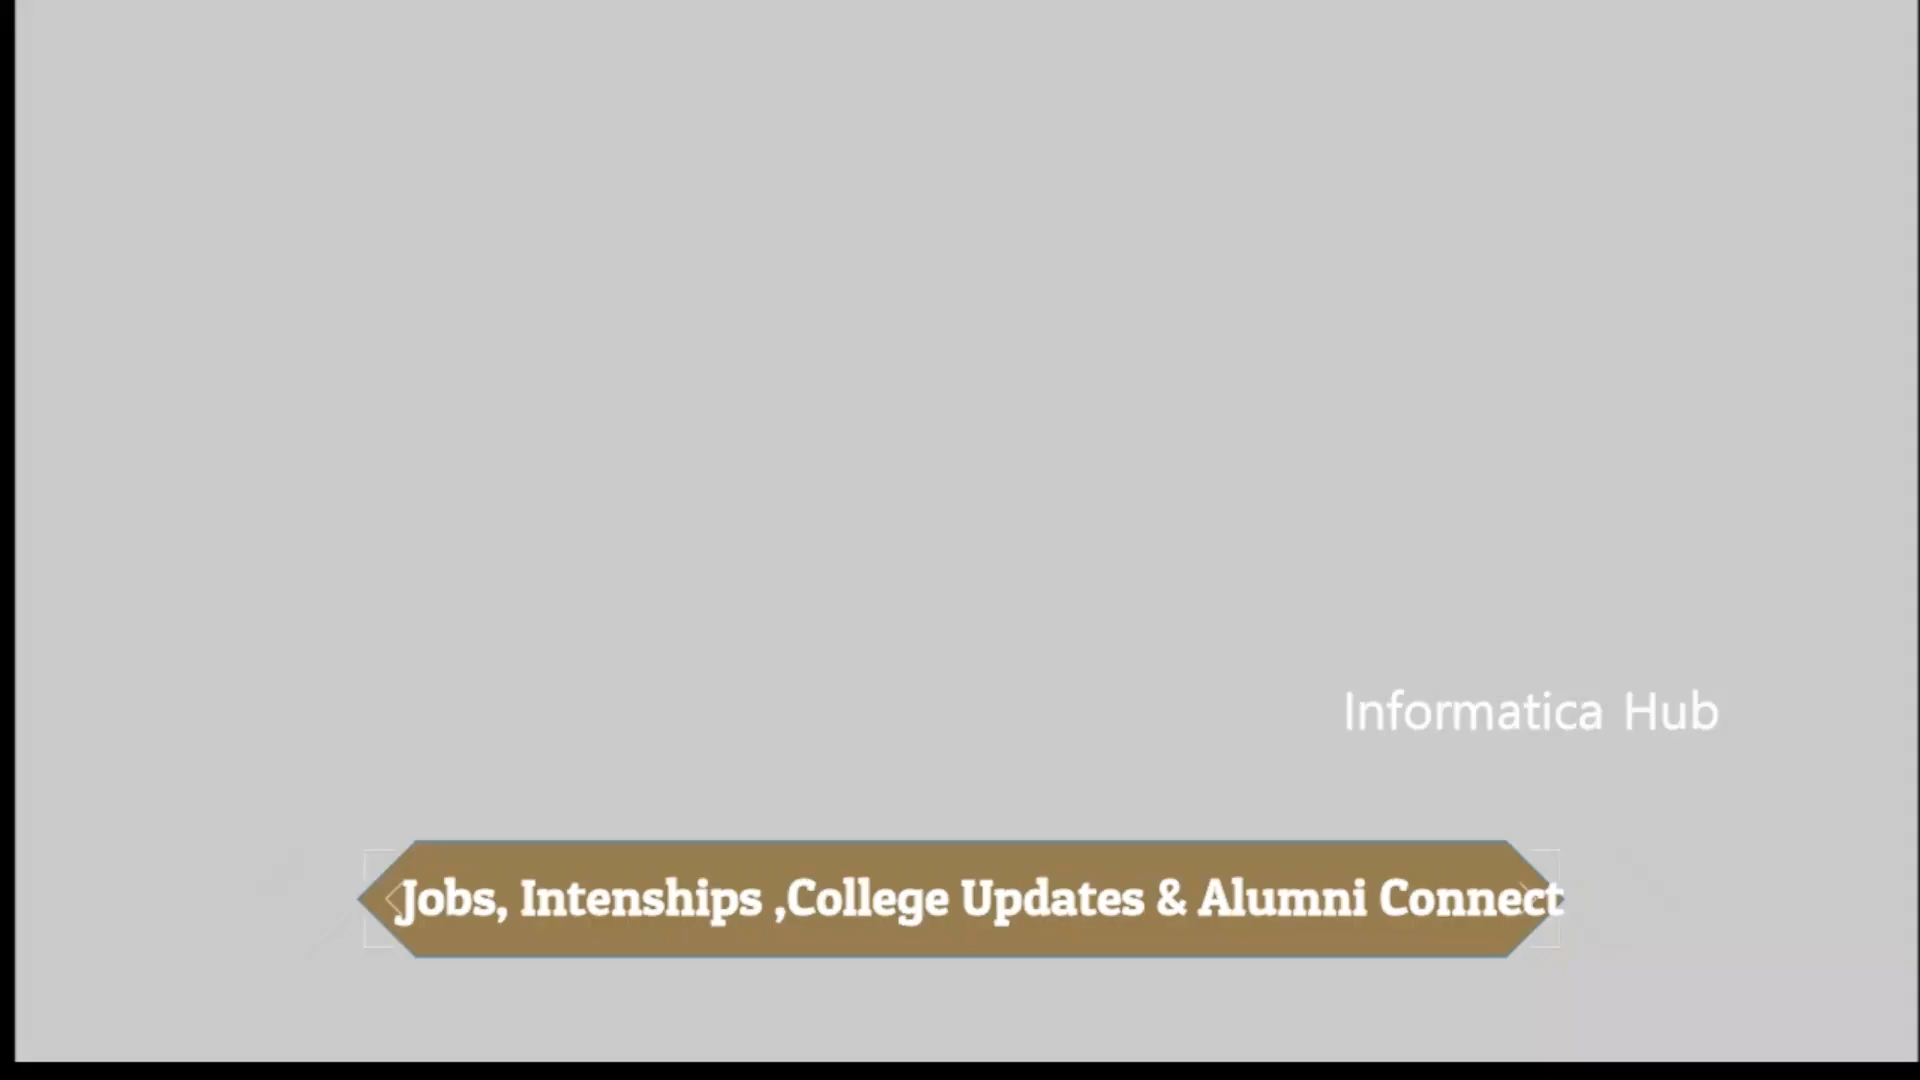 Informatica Hub
Jobs, Intenships ,College Updates & Alumni Connect